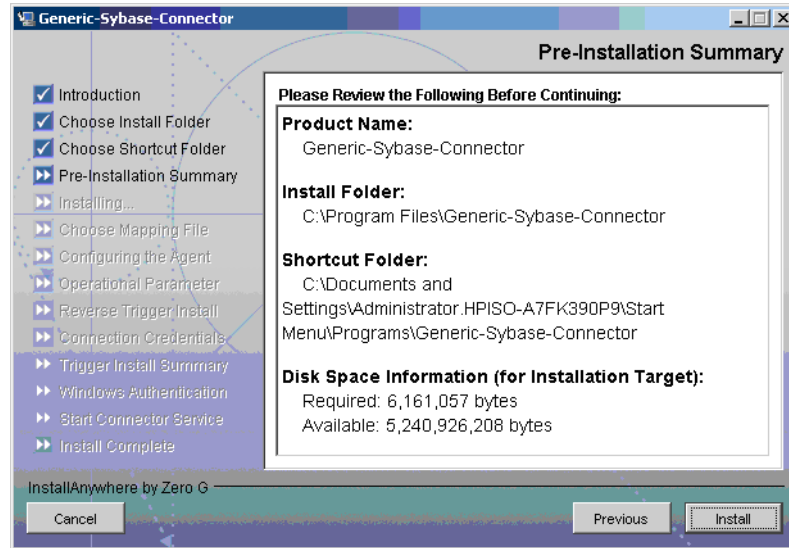 Generic-Sybase-Connector
Pre-Installation Summary
Introduction
Choose Install Folder
Choose Shortcut Folder
Pre-Installation Summary
Installing...
Choose Mapping File
Configuring the Agent
Operational Parameter
Reverse Trigger Install
Connection Credentials
Trigger Install Summary
Windows Authentication
Start Connector Service
Install Complete
Please Review the Following Before Continuing:
Product Name:
Generic-Sybase-Connector
Install Folder:
C:\Program Files\Generic-Sybase-Connector
Shortcut Folder:
C:\Documents and
Settings\Administrator.HPISO-A7FK390P9\Start
Menu\Programs\Generic-Sybase-Connector
Disk Space Information (for Installation Target):
Required: 6,161,057 bytes
Available: 5,240,926,208 bytes
InstallAnywhere by Zero G
Cancel
Previous
Install